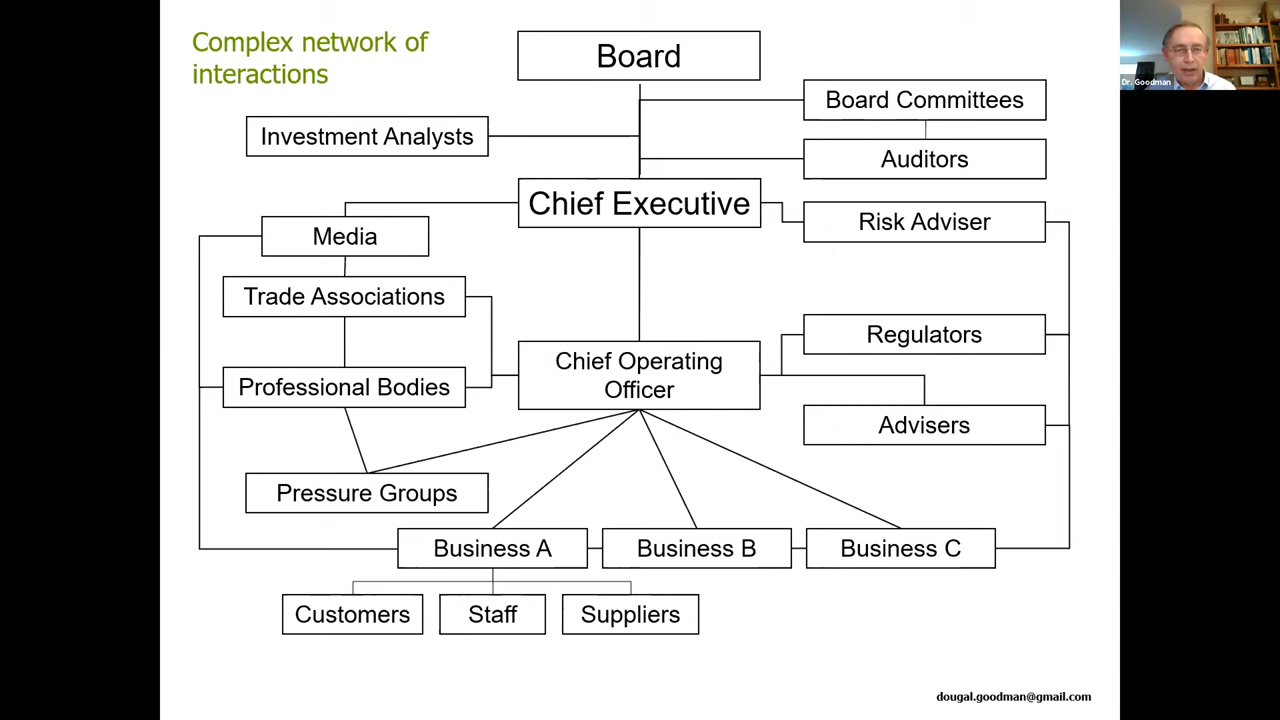 Complex network of
interactions
Board
Dr. Goodman
Board Committees
Investment Analysts
Auditors
Chief Executive
Risk Adviser
Media
Trade Associations
Regulators
Chief Operating
Officer
Professional Bodies
Advisers
Pressure Groups
Business A
Business B
Business C
Customers
Staff
Suppliers
dougal.goodman@gmail.com